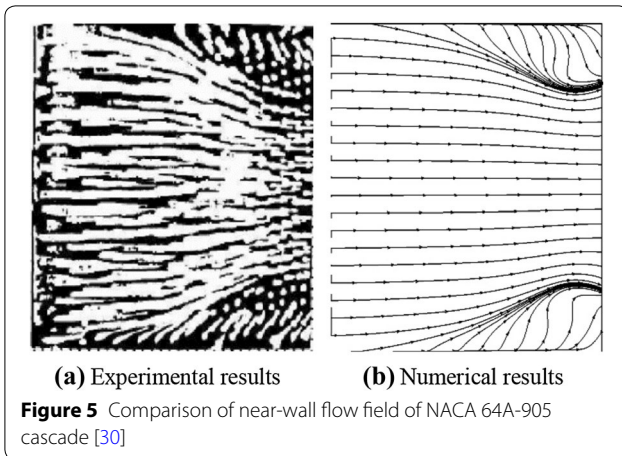 (a) Experimental results
(b) Numerical results
Figure 5 Comparison of near-wall flow field of NACA 64A-905
cascade [30]